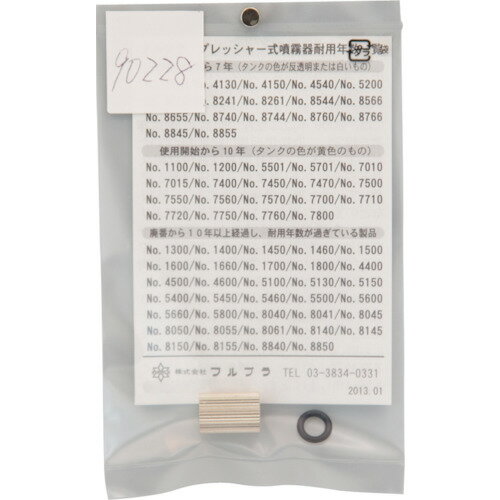 90228
プレッシャー式噴霧器耐用年
袋
プラ
ら7年（タンクの色が反透明または白いもの）
. 4130/No. 4150/No. 4540/No. 5200
. 8241/No. 8261/No. 8544/No. 8566
No. 8655/No. 8740/No. 8744/No. 8760/No. 8766
No. 8845/No. 8855
使用開始から10年（タンクの色が黄色のもの）
No. 1100/No. 1200/No. 5501/No. 5701/No. 7010
No. 7015/No. 7400/No. 7450/No. 7470/No. 7500
No. 7550/No. 7560/No. 7570/No. 7700/No. 7710
No. 7720/No. 7750/No. 7760/No. 7800
廃番から10年以上経過し、耐用年数が過ぎている製品
No. 1300/No. 1400/No. 1450/No. 1460/No. 1500
No. 1600/No. 1660/No. 1700/No. 1800/No. 4400
No. 4500/No. 4600/No. 5100/No. 5130/No. 5150
No. 5400/No. 5450/No. 5460/No. 5500/No. 5600
No. 5660/No. 5800/No. 8040/No. 8041/No. 8045
No. 8050/No. 8055/No. 8061/No. 8140/No. 8145
No. 8150/No. 8155/No. 8840/No. 8850
株式会社 フルプラ TEL 03-3834-0331
2013.01